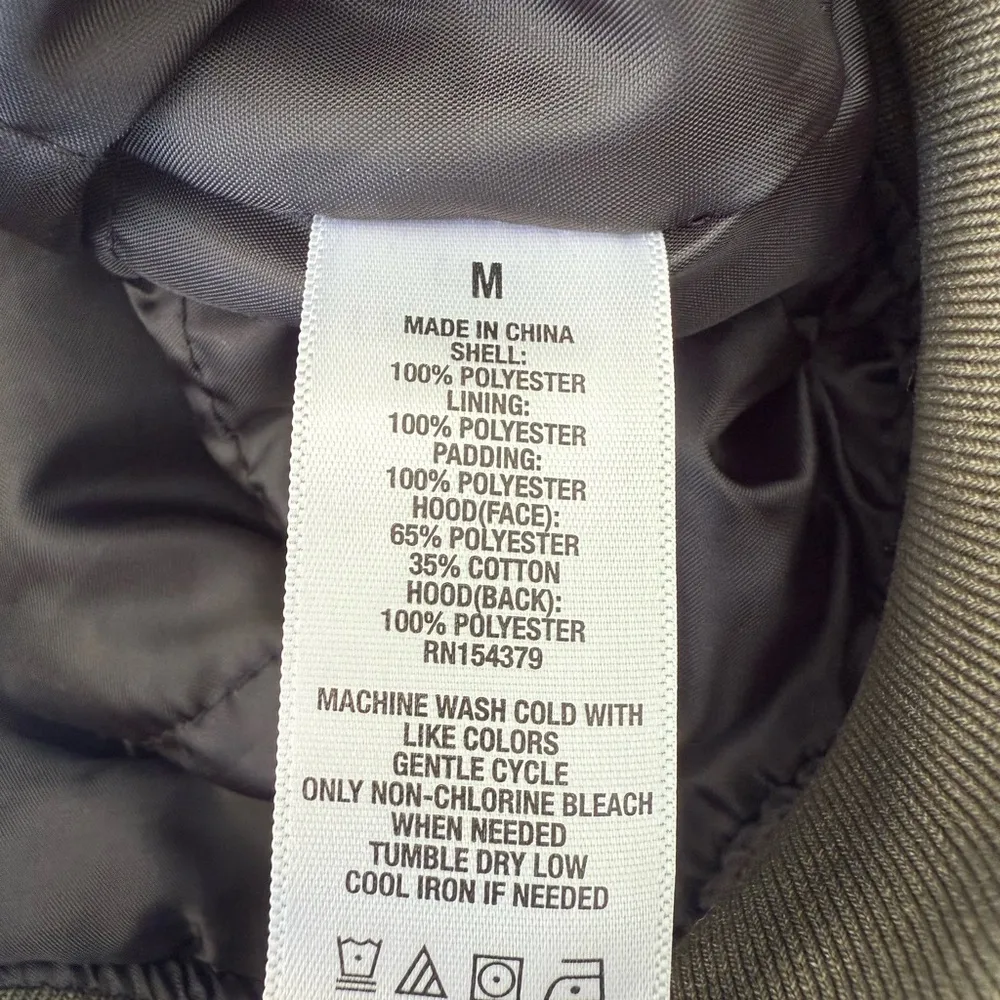 M
MADE IN CHINA
SHELL:
100% POLYESTER
LINING:
100% POLYESTER
PADDING:
100% POLYESTER
HOOD(FACE):
65% POLYESTER
35% COTTON
HOOD(BACK):
100% POLYESTER
RN154379
MACHINE WASH COLD WITH
LIKE COLORS
GENTLE CYCLE
ONLY NON-CHLORINE BLEACH
WHEN NEEDED
TUMBLE DRY LOW
COOL IRON IF NEEDED